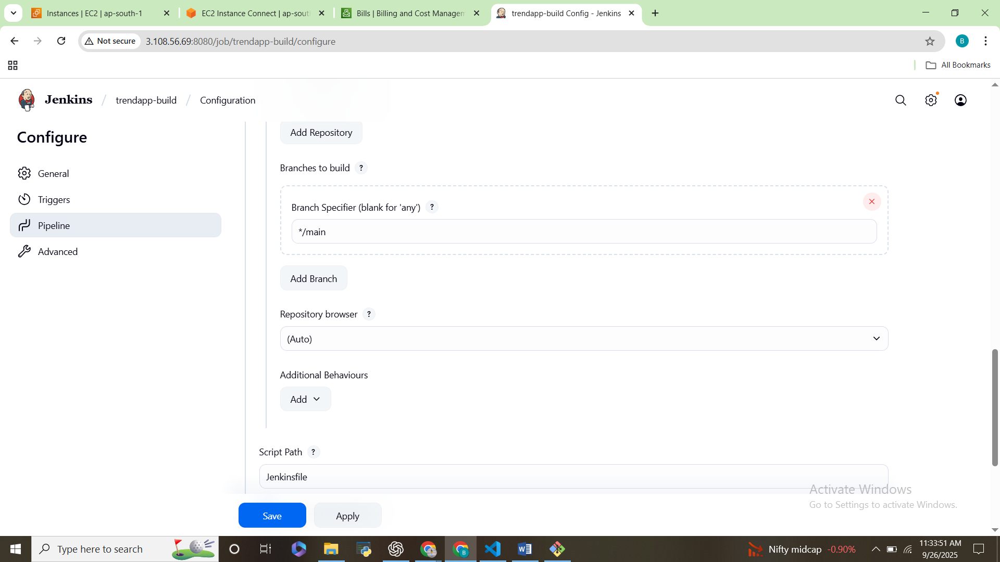 Instances | EC2 | ap-south-1
EC2 Instance Connect | ap-sout
Bills | Billing and Cost Managem
trendapp-build Config - Jenkins
Not secure
3.108.56.69:8080/job/trendapp-build/configure
B
All Bookmarks
Jenkins / trendapp-build / Configuration
Configure
General
Triggers
Pipeline
Advanced
Add Repository
Branches to build ?
Branch Specifier (blank for 'any') ?
*/main
Add Branch
Repository browser ?
(Auto)
Additional Behaviours
Add
Script Path ?
Jenkinsfile
Save
Apply
Activate Windows
Go to Settings to activate Windows.
Type here to search
Nifty midcap -0.90%
11:33:51 AM
9/26/2025